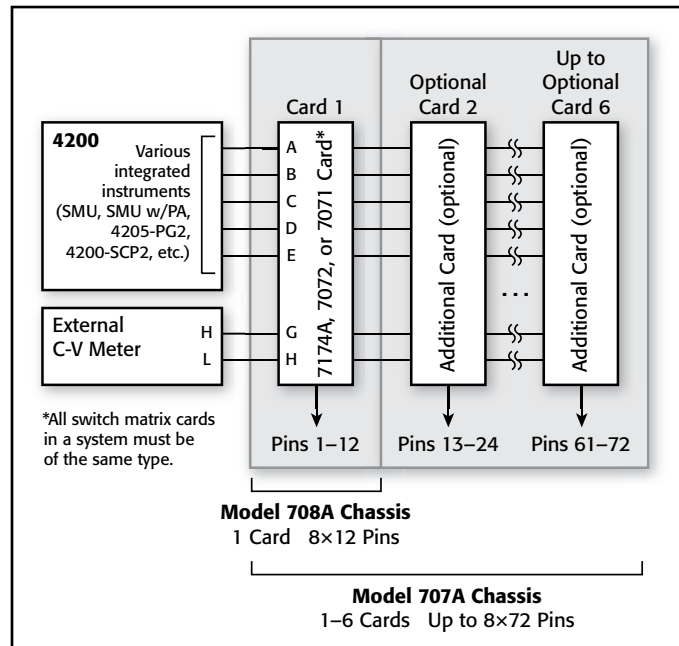 Up to
Optional
Card 6
Optional
Card 2
Card 1
4200
Various
integrated
instruments
(SMU, SMU w/PA,
4205-PG2,
4200-SCP2, etc.)
A
B
C
D
E
G
H
7174A, 7072, or 7071 Card*
Additional Card (optional)
Additional Card (optional)
...
External
C-V Meter
H
L
*All switch matrix cards
in a system must be
of the same type.
Pins 1–12
Pins 13–24
Pins 61–72
Model 708A Chassis
1 Card 8×12 Pins
Model 707A Chassis
1–6 Cards Up to 8×72 Pins